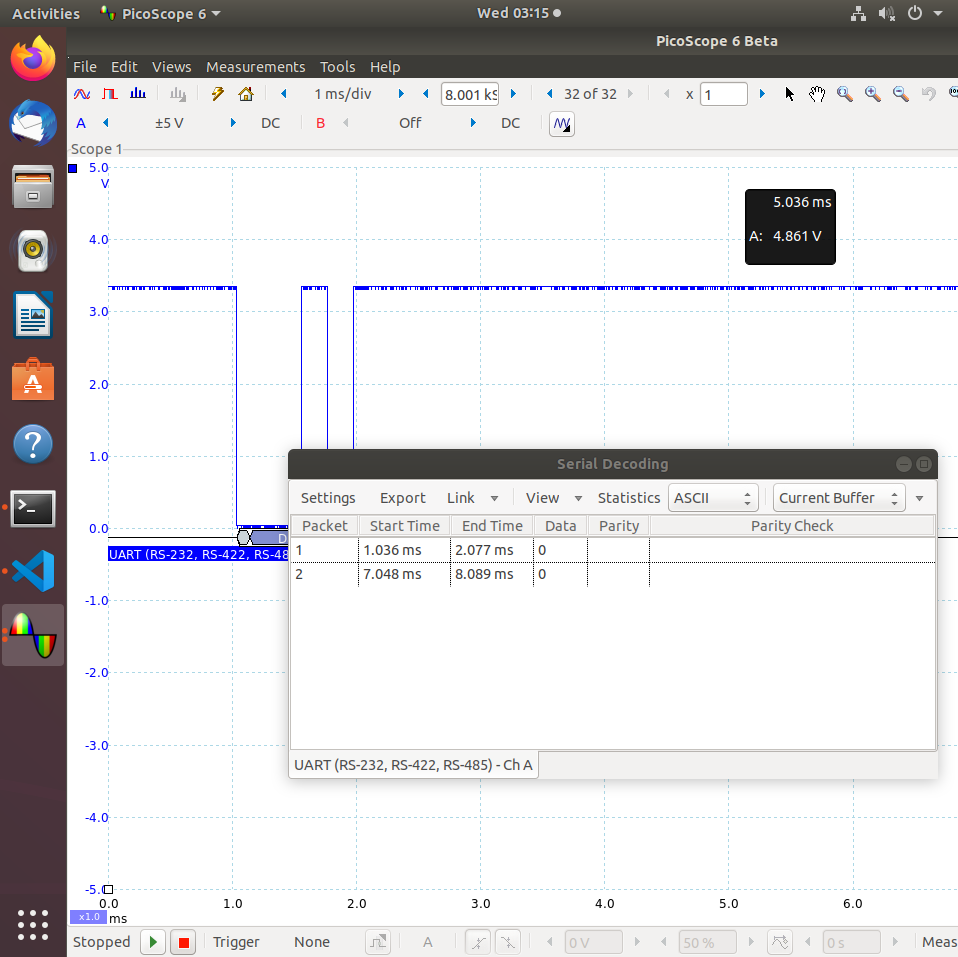 Activities PicoScope 6 Wed 03:15
PicoScope 6 Beta
File Edit Views Measurements Tools Help
1 ms/div 8.001 kS 32 of 32 x 1
A ±5 V DC B Off DC
Scope 1
5.0
V
4.0
3.0
2.0
1.0
0.0
-1.0
-2.0
-3.0
-4.0
-5.0
5.036 ms
A: 4.861 V
D
UART (RS-232, RS-422, RS-48
Serial Decoding
Settings Export Link View Statistics ASCII Current Buffer
Packet Start Time End Time Data Parity Parity Check
1 1.036 ms 2.077 ms 0
2 7.048 ms 8.089 ms 0
UART (RS-232, RS-422, RS-485) - Ch A
0.0 1.0 2.0 3.0 4.0 5.0 6.0
x1.0 ms
Stopped Trigger None A 0 V 50 % 0 s Meas